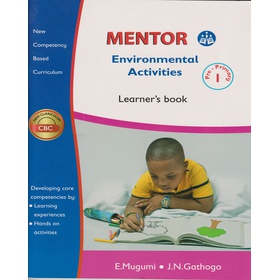 New
Competency
Based
Curriculum
MENTOR
Environmental
Activities
Pre - Primary
1
Learner's book
CBC
Developing core
competencies by:
• Learning
experiences
• Hands on
activities
E.Mugumi • J.N.Gathogo